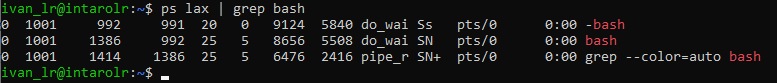 ivan_lr@intarolr:~$ ps lax | grep bash
0  1001     992     991 20   0   9124  5840 do_wai Ss   pts/0      0:00 -bash
0  1001    1386     992 25   5   8656  5508 do_wai SN   pts/0      0:00 bash
0  1001    1414    1386 25   5   6476  2416 pipe_r SN+  pts/0      0:00 grep --color=auto bash
ivan_lr@intarolr:~$